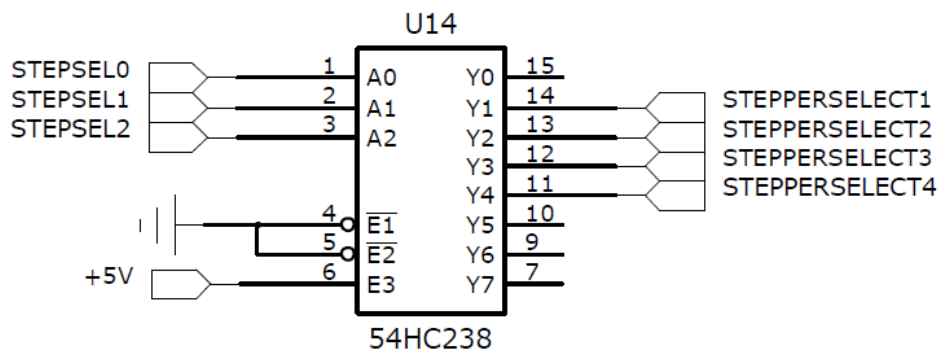 U14
STEPSEL0 1 A0 Y0 15
STEPSEL1 2 A1 Y1 14 STEPPERSELECT1
STEPSEL2 3 A2 Y2 13 STEPPERSELECT2
Y3 12 STEPPERSELECT3
Y4 11 STEPPERSELECT4
4 E1 Y5 10
5 E2 Y6 9
+5V 6 E3 Y7 7
54HC238